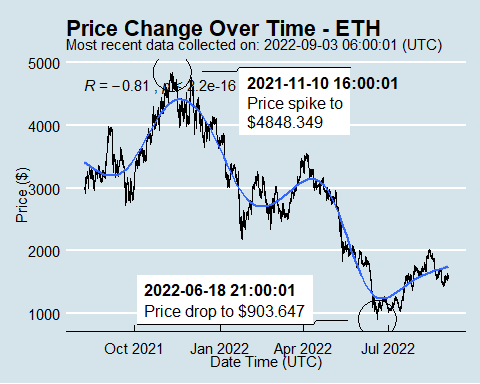 Price Change Over Time - ETH
Most recent data collected on: 2022-09-03 06:00:01 (UTC)
R = −0.81 , 2.2e-16
2021-11-10 16:00:01
Price spike to
$4848.349
5000
4000
3000
2000
1000
Price ($)
2022-06-18 21:00:01
Price drop to $903.647
Oct 2021
Jan 2022
Apr 2022
Jul 2022
Date Time (UTC)